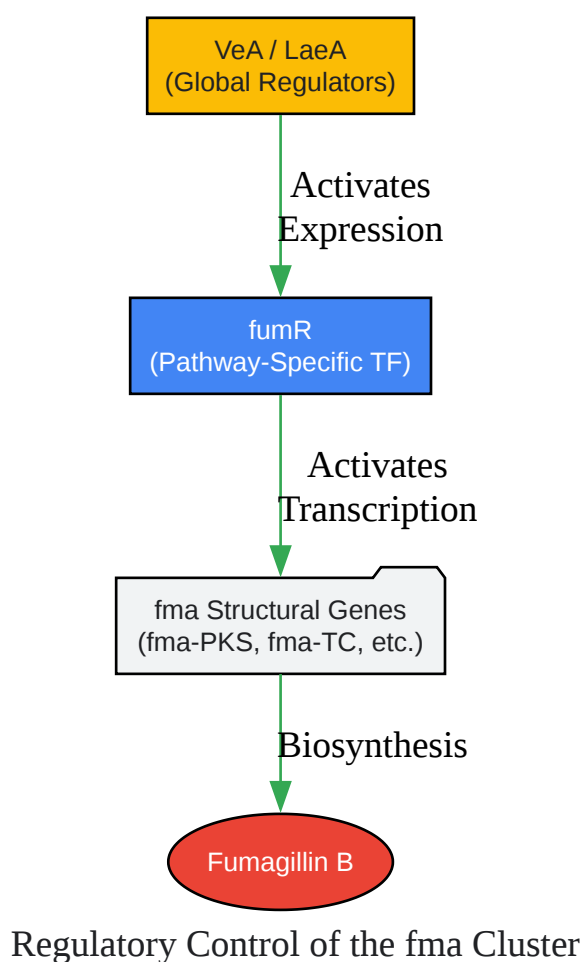 VeA / LaeA
(Global Regulators)
Activates
Expression
fumR
(Pathway-Specific TF)
Activates
Transcription
fma Structural Genes
(fma-PKS, fma-TC, etc.)
Biosynthesis
Fumagillin B
Regulatory Control of the fma Cluster